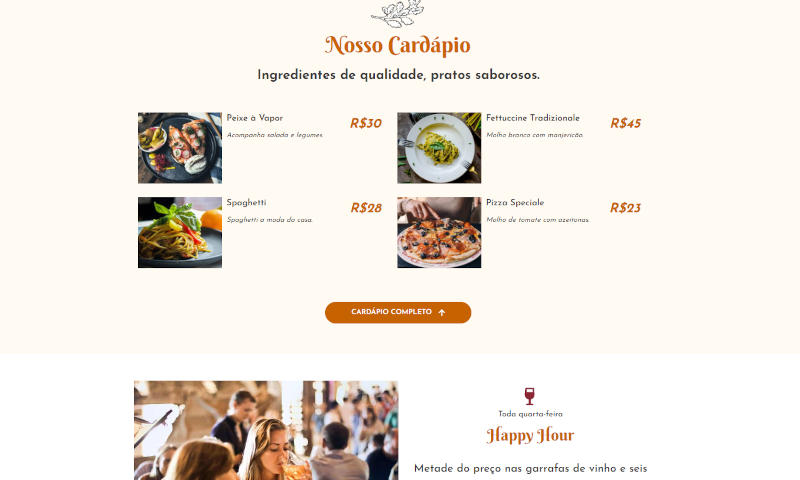 Nosso Cardápio
Ingredientes de qualidade, pratos saborosos.
Peixe à Vapor
Acompanha salada e legumes
R$30
Fettuccine Tradizionale
Molho branco com manjericão.
R$45
Spaghetti
Spaghetti a moda da casa.
R$28
Pizza Speciale
Molho de tomate com azeitonas.
R$23
CARDÁPIO COMPLETO
Toda quarta-feira
Happy Hour
Metade do preço nas garrafas de vinho e seis